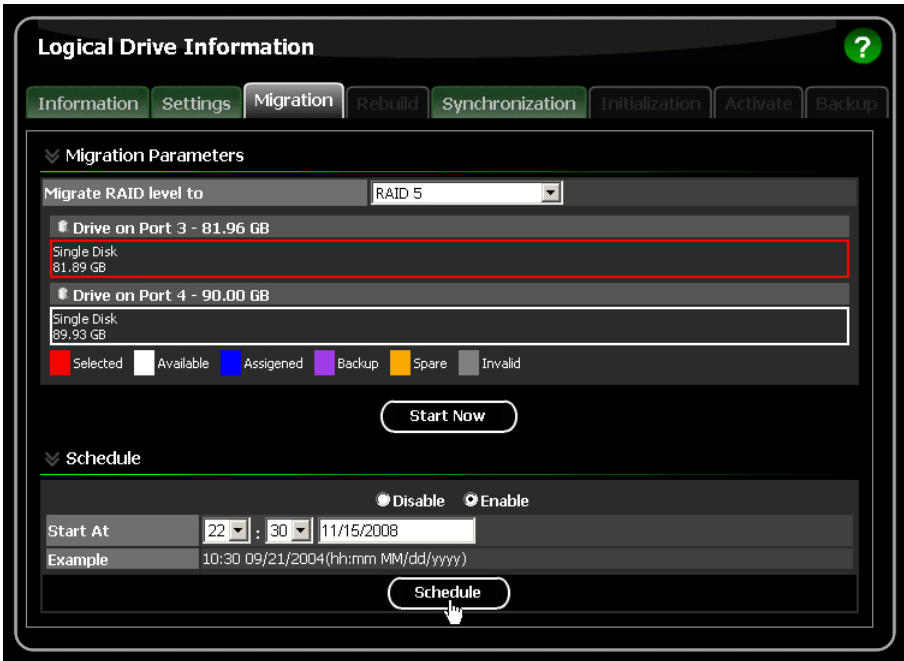 Logical Drive Information
?
Information Settings Migration Rebuild Synchronization Initialization Activate Backup
Migration Parameters
Migrate RAID level to RAID 5
Drive on Port 3 - 81.96 GB
Single Disk
81.89 GB
Drive on Port 4 - 90.00 GB
Single Disk
89.93 GB
Selected Available Assigened Backup Spare Invalid
Start Now
Schedule
Disable Enable
Start At 22 : 30 11/15/2008
Example 10:30 09/21/2004(hh:mm MM/dd/yyyy)
Schedule